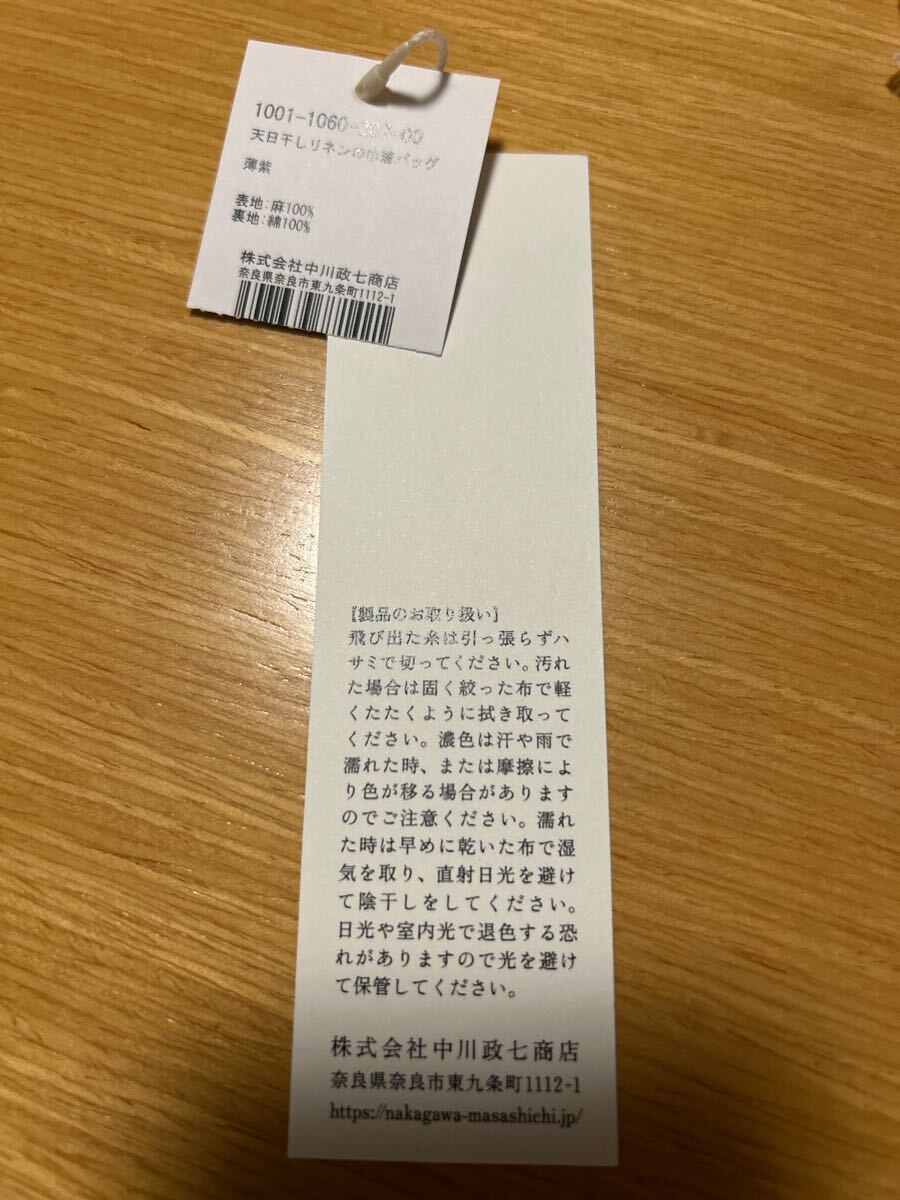 1001-1060-207-00
天日干しリネンの巾着バッグ
薄紫
表地:麻100%
裏地:綿100%
株式会社中川政七商店
奈良県奈良市東九条町1112-1
【製品のお取り扱い】
飛び出た糸は引っ張らずハ
サミで切ってください。汚れ
た場合は固く絞った布で軽
くたたくように拭き取って
ください。濃色は汗や雨で
濡れた時、または摩擦によ
り色が移る場合があります
のでご注意ください。濡れ
た時は早めに乾いた布で湿
気を取り、直射日光を避け
て陰干しをしてください。
日光や室内光で退色する恐
れがありますので光を避け
て保管してください。
株式会社中川政七商店
奈良県奈良市東九条町1112-1
https://nakagawa-masashichi.jp/